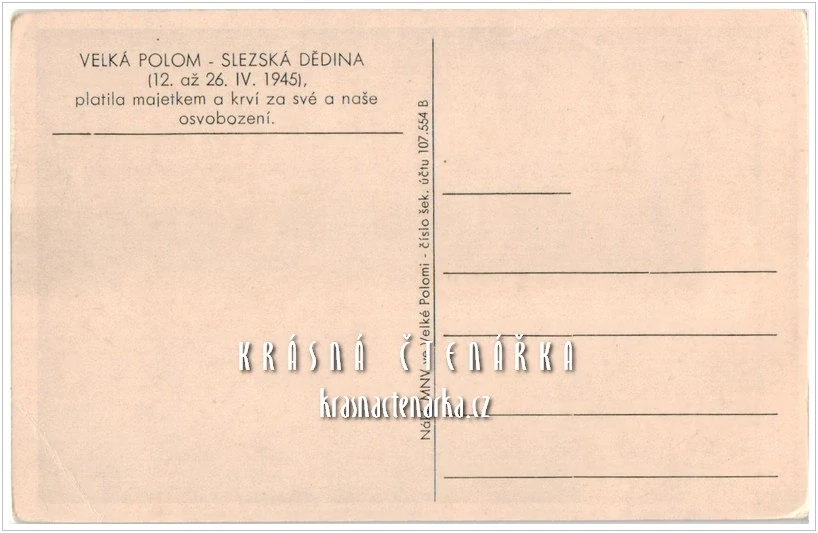 VELKÁ POLOM - SLEZSKÁ DĚDINA
(12. až 26. IV. 1945),
platila majetkem a krví za své a naše
osvobození.
MNV ve Velké Polomi - číslo šek. účtu 107.554 B
KRÁSNÁ ČTENÁŘKA
krasnactenarka.cz